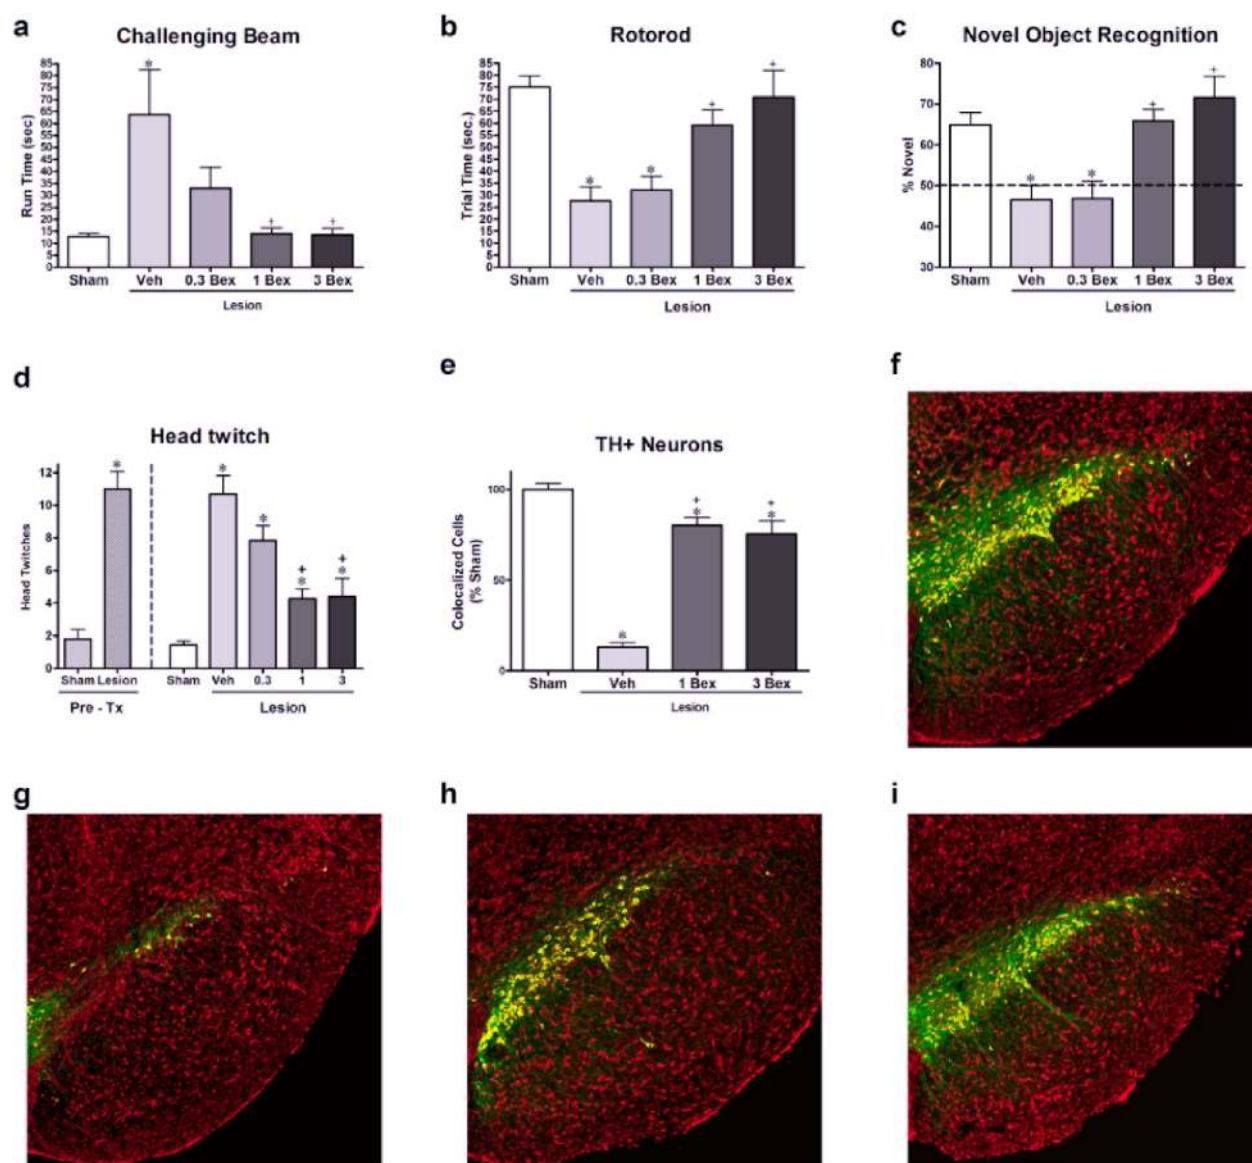 a
Challenging Beam
Run Time (sec)
85
80
75
70
65
60
55
50
45
40
35
30
25
20
15
10
5
0
*
+
+
Sham Veh 0.3 Bex 1 Bex 3 Bex
Lesion
b
Rotorod
Trial Time (sec.)
85
80
75
70
65
60
55
50
45
40
35
30
25
20
15
10
5
0
*
*
+
+
Sham Veh 0.3 Bex 1 Bex 3 Bex
Lesion
c
Novel Object Recognition
% Novel
80
70
60
50
40
30
*
*
+
+
Sham Veh 0.3 Bex 1 Bex 3 Bex
Lesion
d
Head twitch
Head Twitches
12
10
8
6
4
2
0
*
*
*
+
*
+
*
Sham Lesion Sham Veh 0.3 1 3
Pre - Tx Lesion
e
TH+ Neurons
Colocalized Cells
(% Sham)
100
50
0
*
+
*
+
*
Sham Veh 1 Bex 3 Bex
Lesion
f
g
h
i